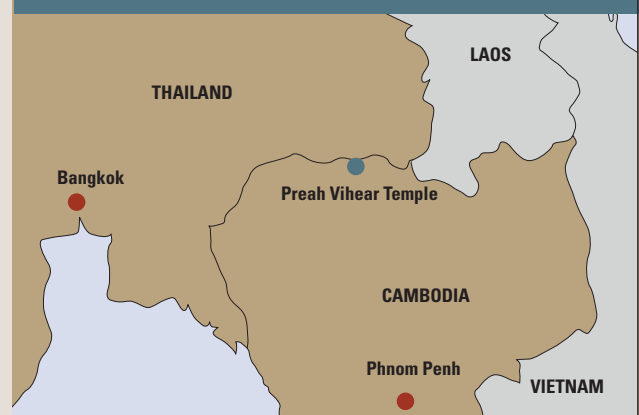 LAOS
THAILAND
Bangkok
Preah Vihear Temple
CAMBODIA
Phnom Penh
VIETNAM